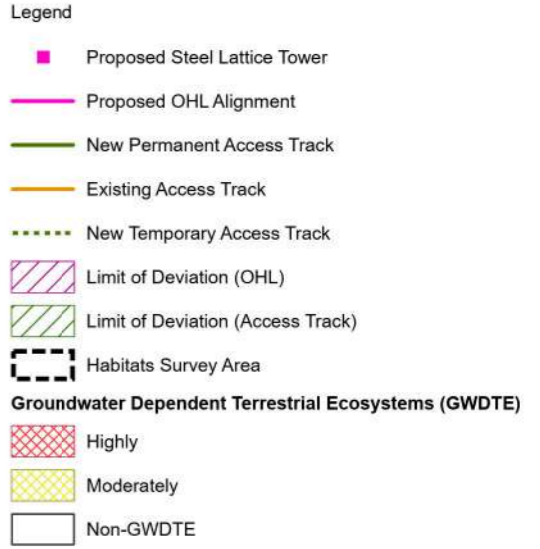 Legend
Proposed Steel Lattice Tower
Proposed OHL Alignment
New Permanent Access Track
Existing Access Track
New Temporary Access Track
Limit of Deviation (OHL)
Limit of Deviation (Access Track)
Habitats Survey Area
Groundwater Dependent Terrestrial Ecosystems (GWDTE)
Highly
Moderately
Non-GWDTE